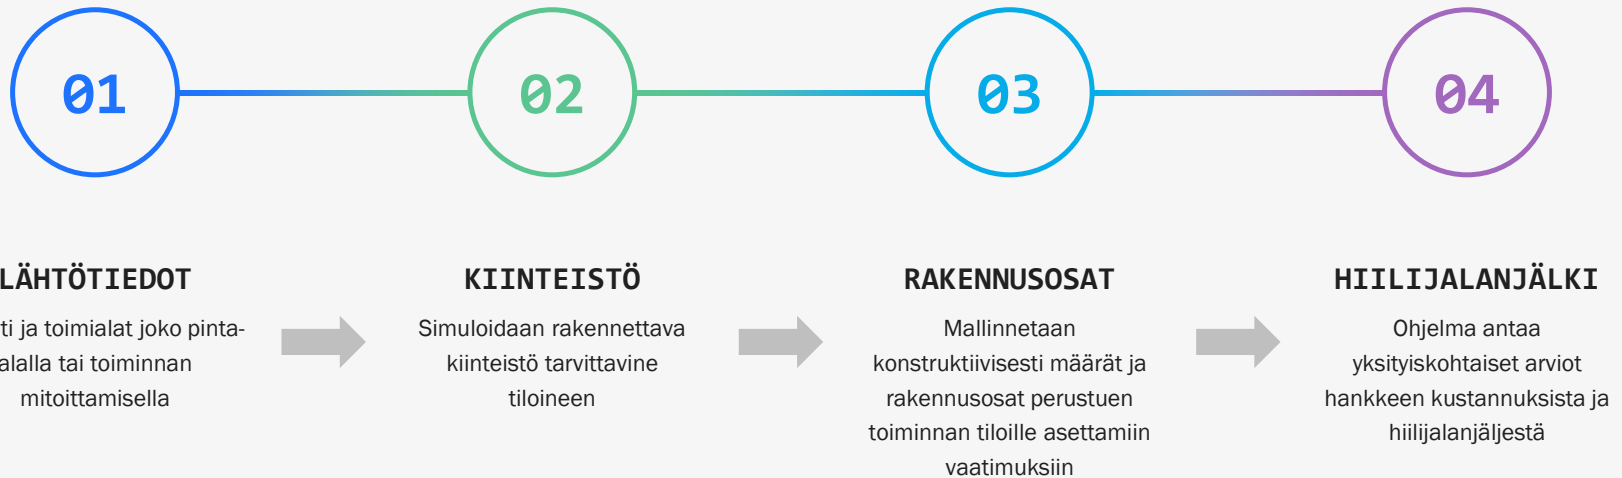 01
02
03
04
LÄHTÖTIEDOT
ja toimialat joko pinta-
tai toiminnan
mitoittamisella
KIINTEISTÖ
Simuloidaan rakennettava
kiinteistö tarvittavine
tiloineen
RAKENNUSOSAT
Mallinnetaan
konstruktiivisesti määrät ja
rakennusosat perustuen
toiminnan tiloille asettamiin
vaatimuksiin
HIILIJALANJÄLKI
Ohjelma antaa
yksityiskohtaiset arviot
hankkeen kustannuksista ja
hiilijalanjäljestä